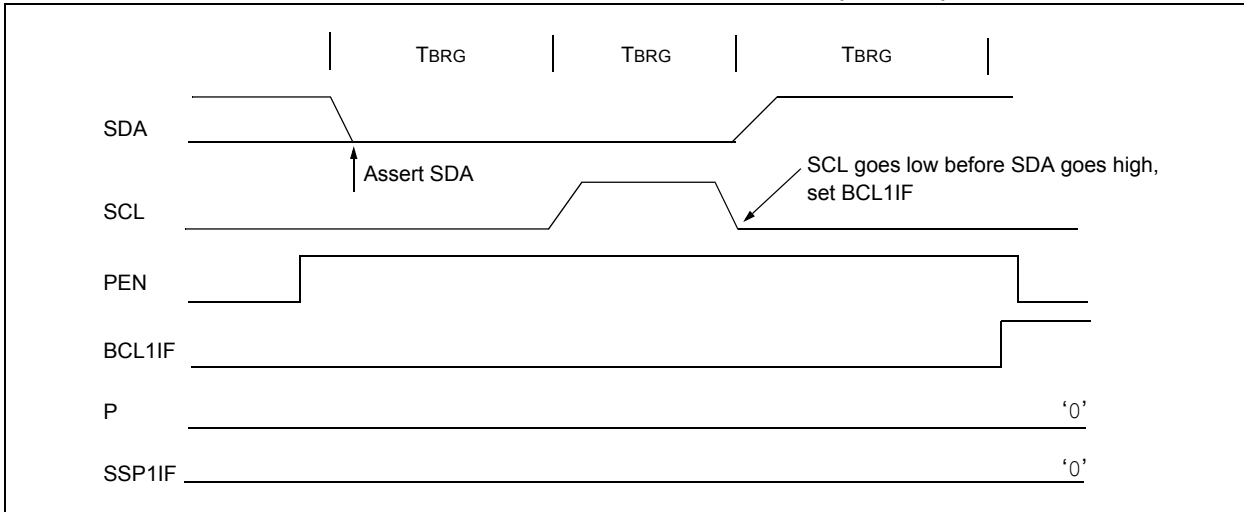 TBRG TBRG TBRG
SDA
Assert SDA
SCL goes low before SDA goes high,
set BCL1IF
SCL
PEN
BCL1IF
P '0'
SSP1IF '0'